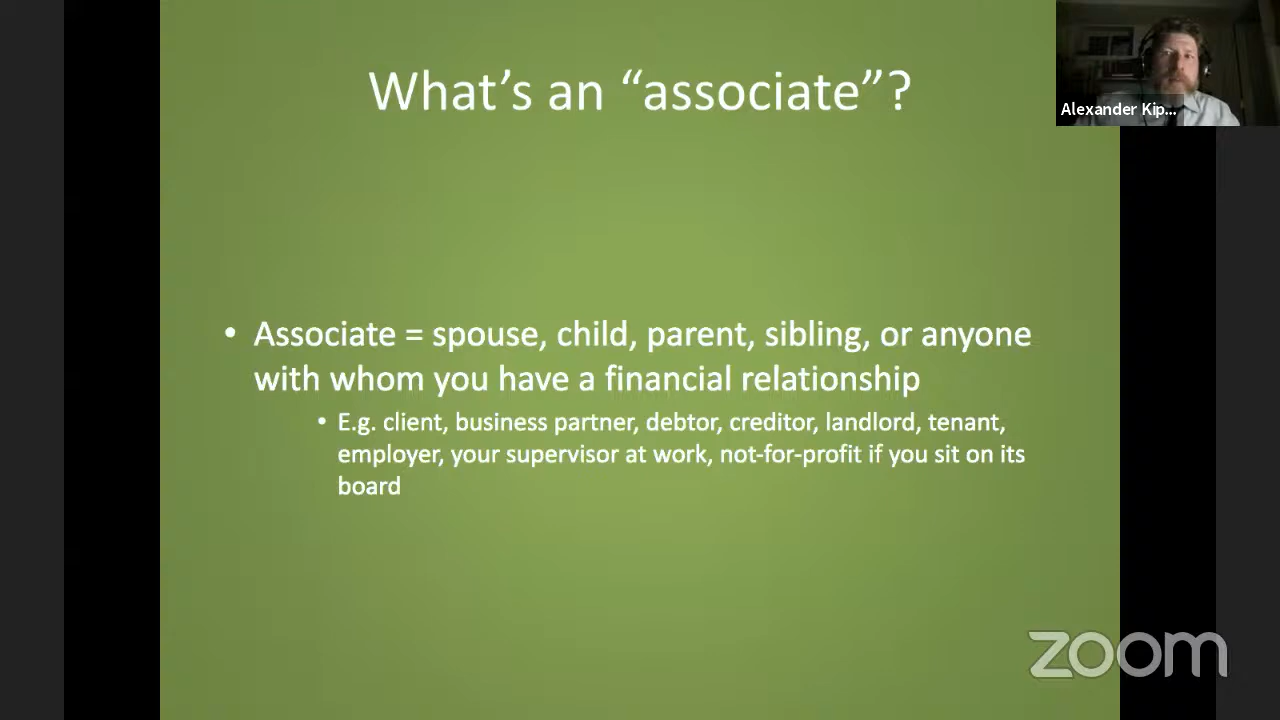 What’s an “associate”?
Alexander Kip...
• Associate = spouse, child, parent, sibling, or anyone
with whom you have a financial relationship
• E.g. client, business partner, debtor, creditor, landlord, tenant,
employer, your supervisor at work, not-for-profit if you sit on its
board
zoom